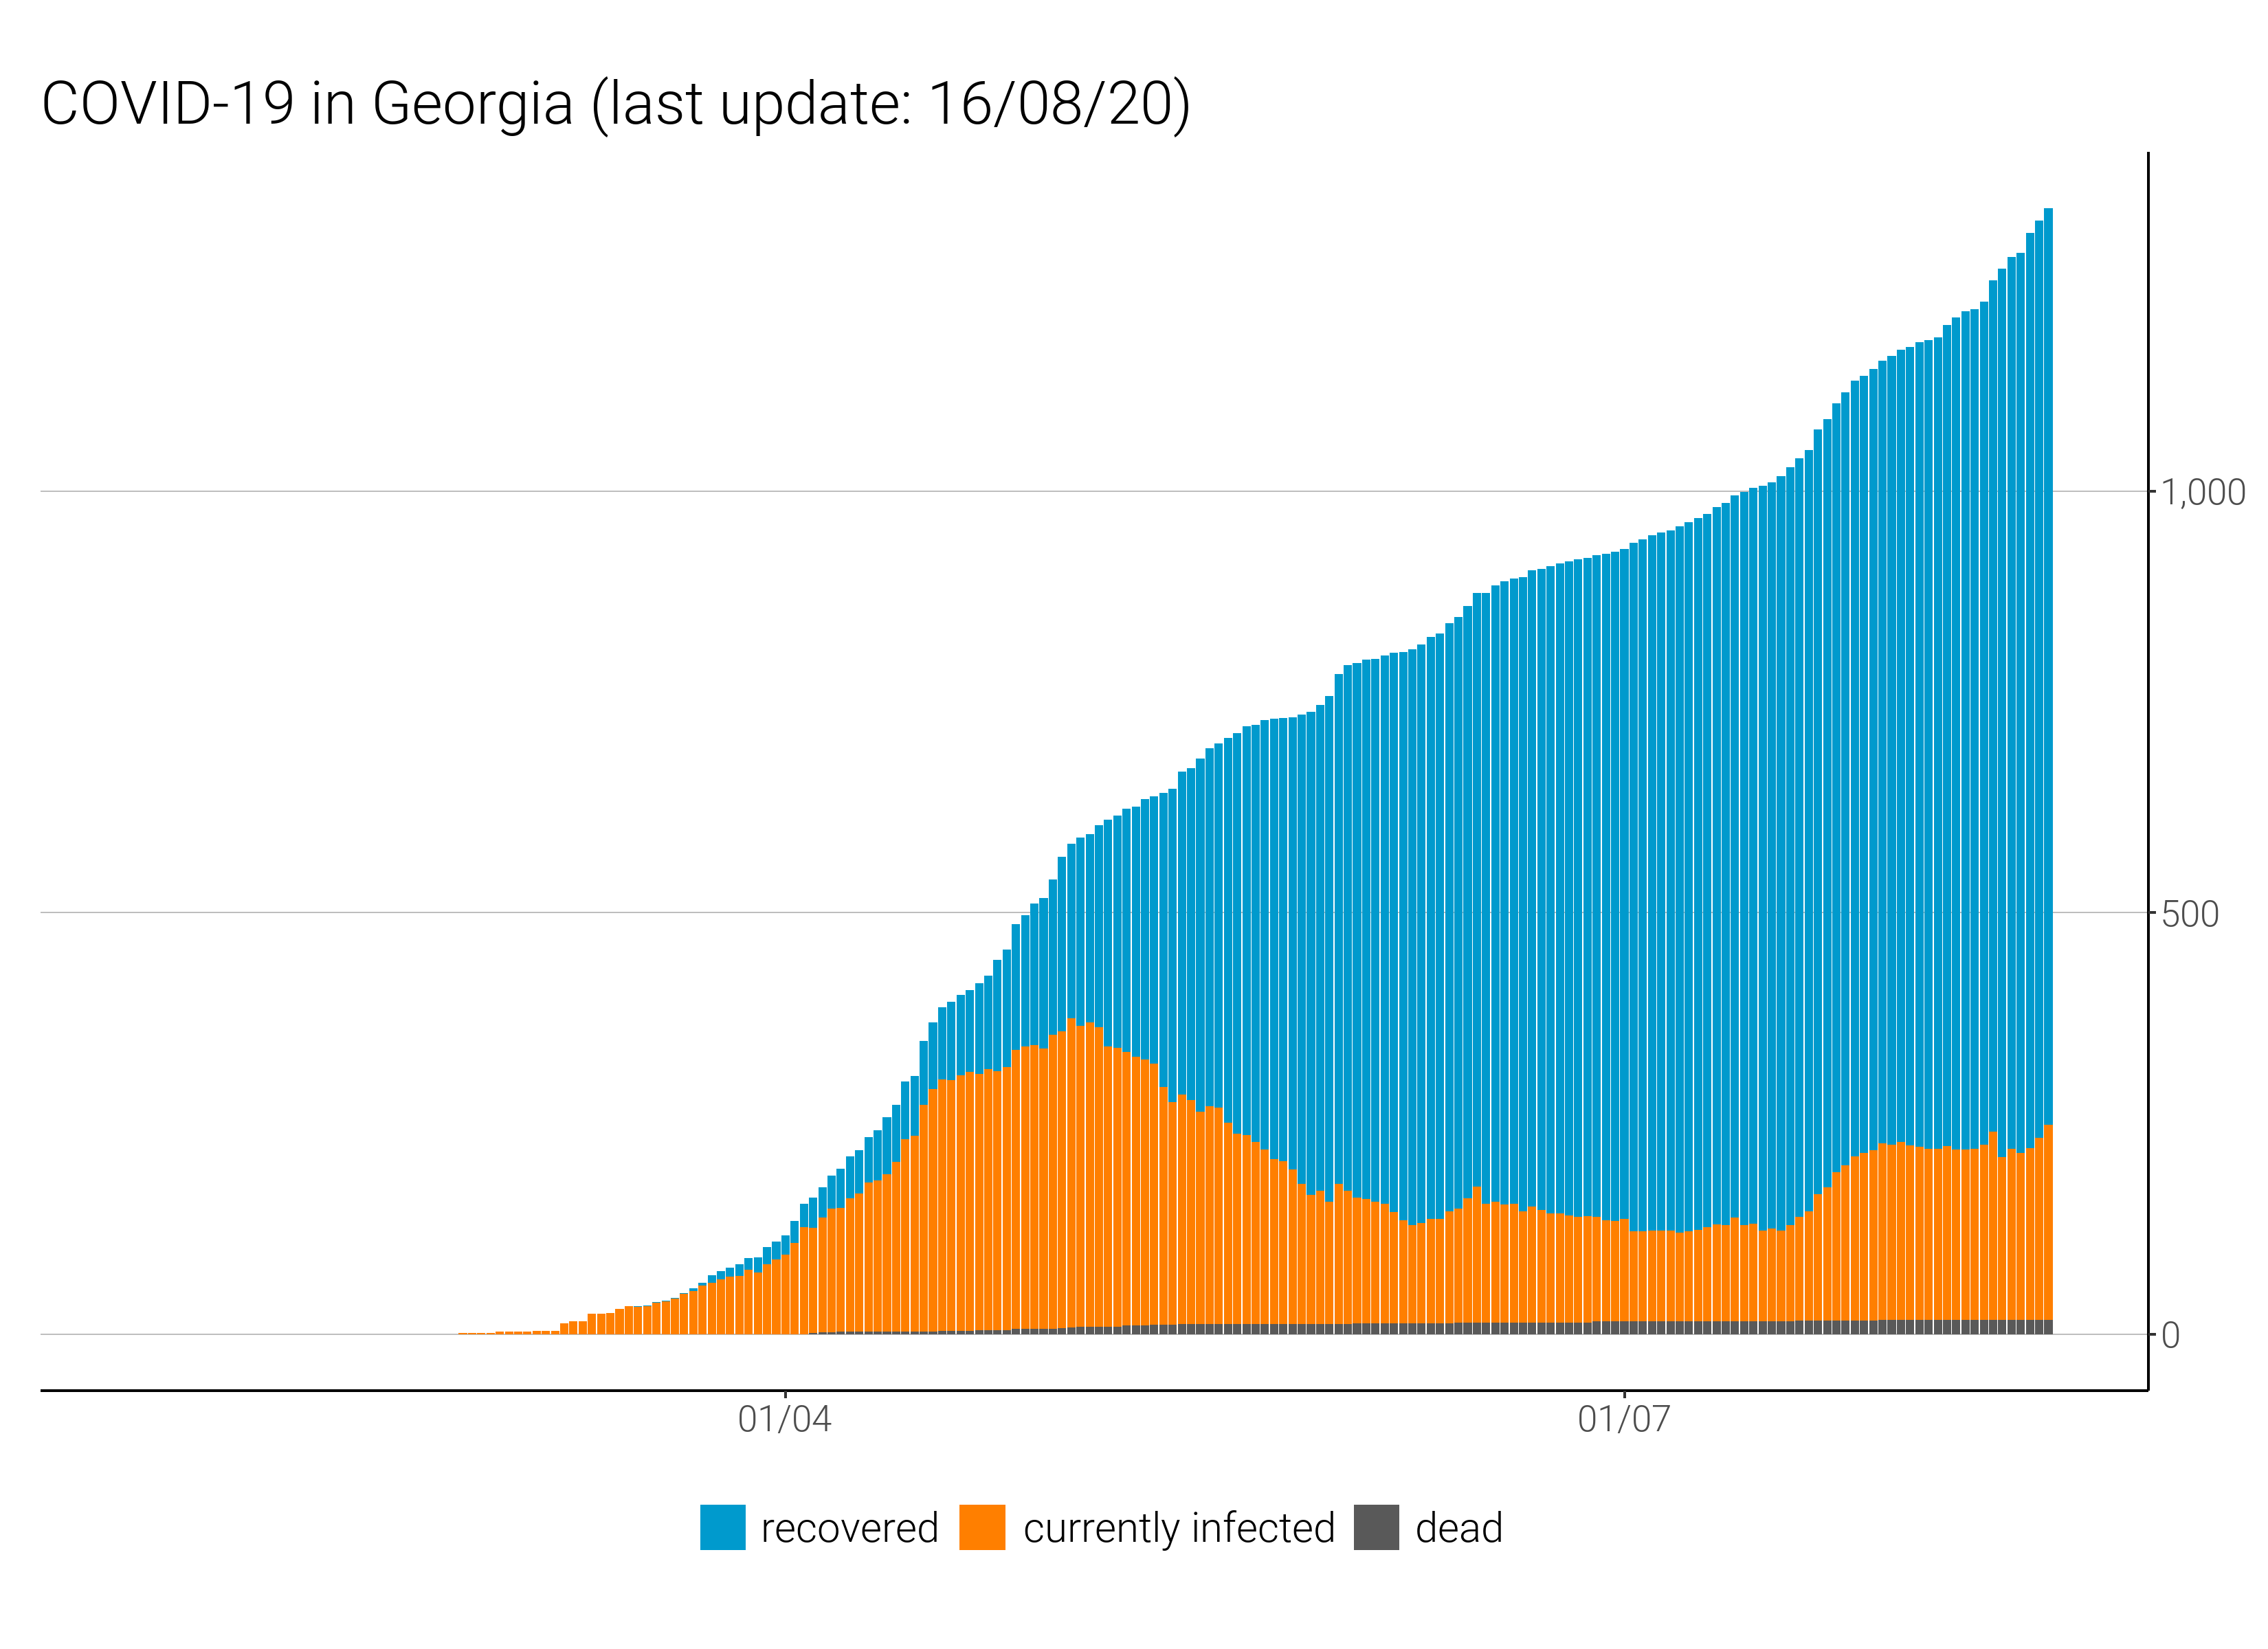 COVID-19 in Georgia (last update: 16/08/20)
1,000
500
0
01/04 01/07
recovered currently infected dead